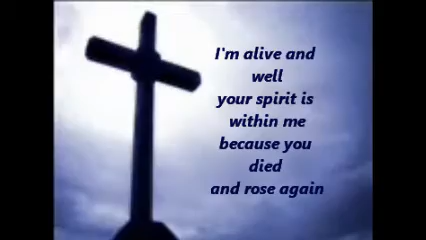 I'm alive and
well
your spirit is
within me
because you
died
and rose again